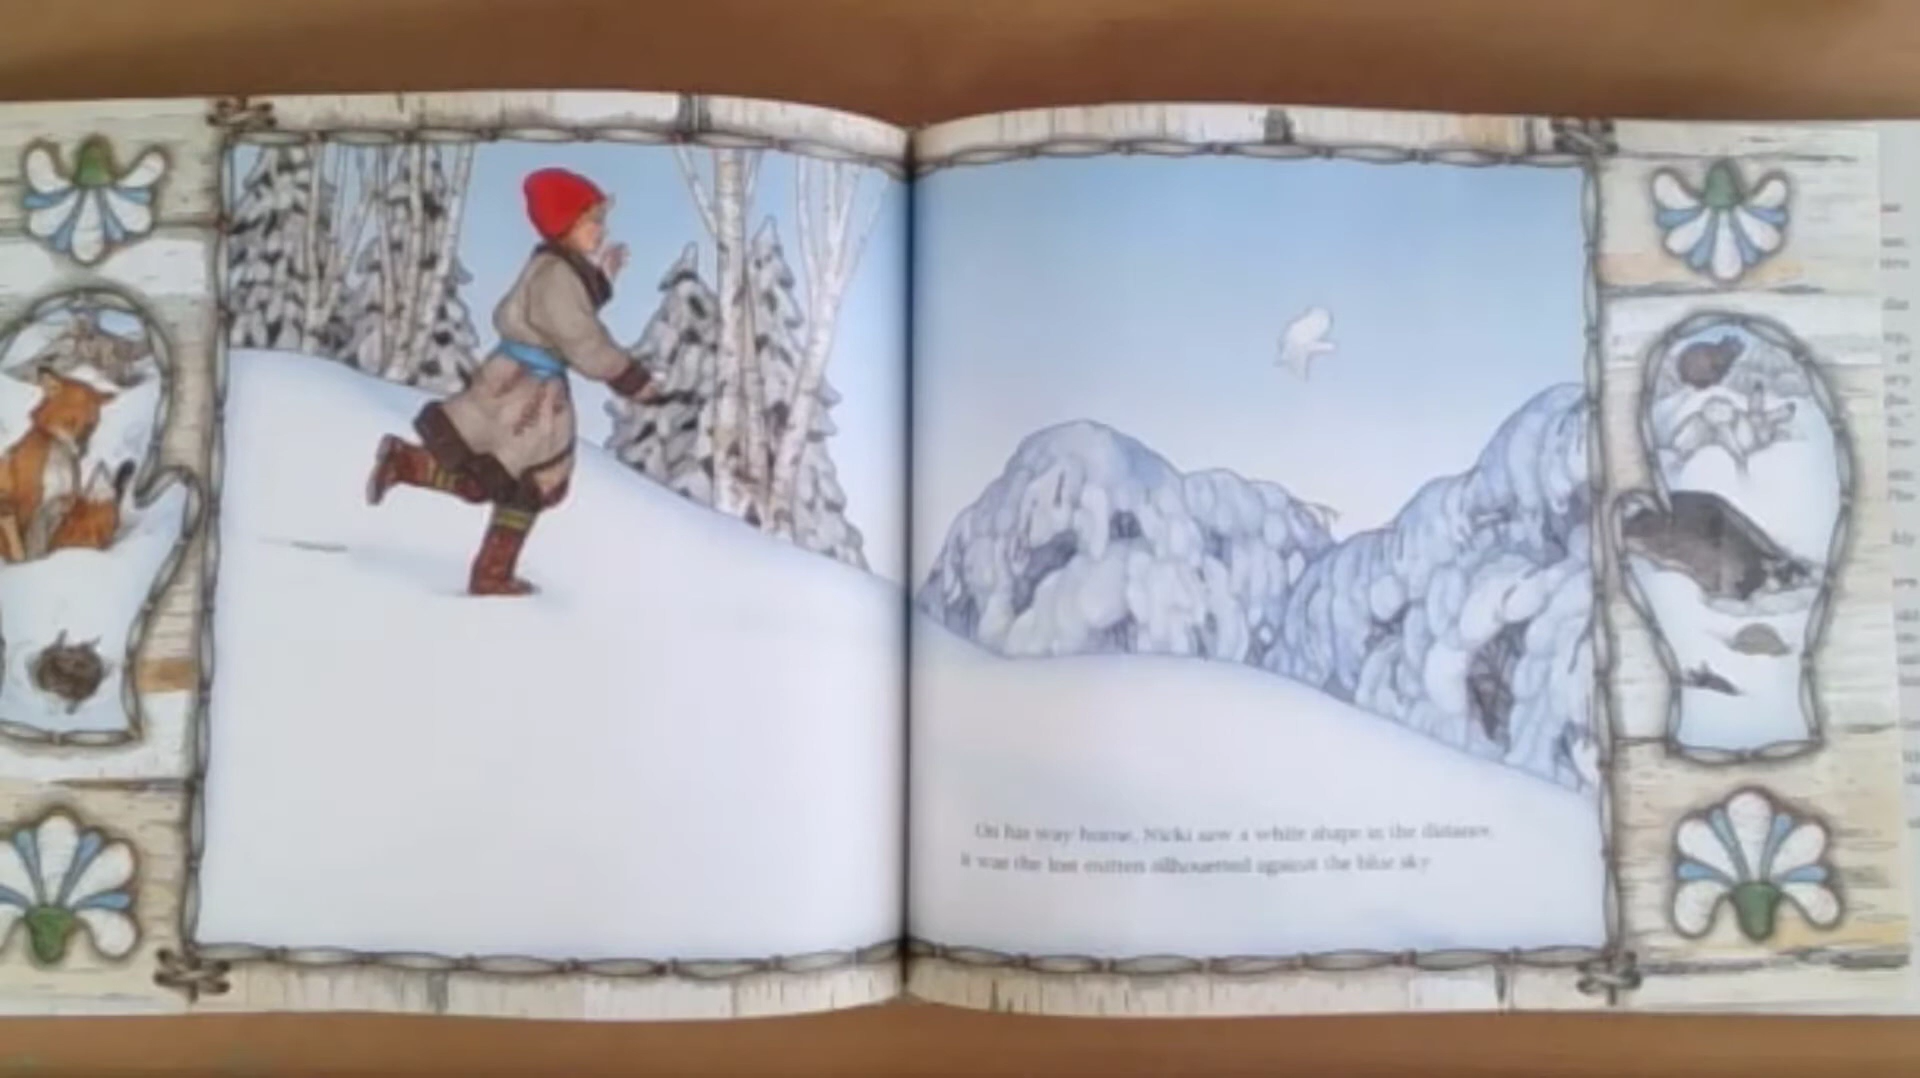 On his way home, Nicki saw a white shape in the distance.
It was the lost mitten silhouetted against the blue sky.